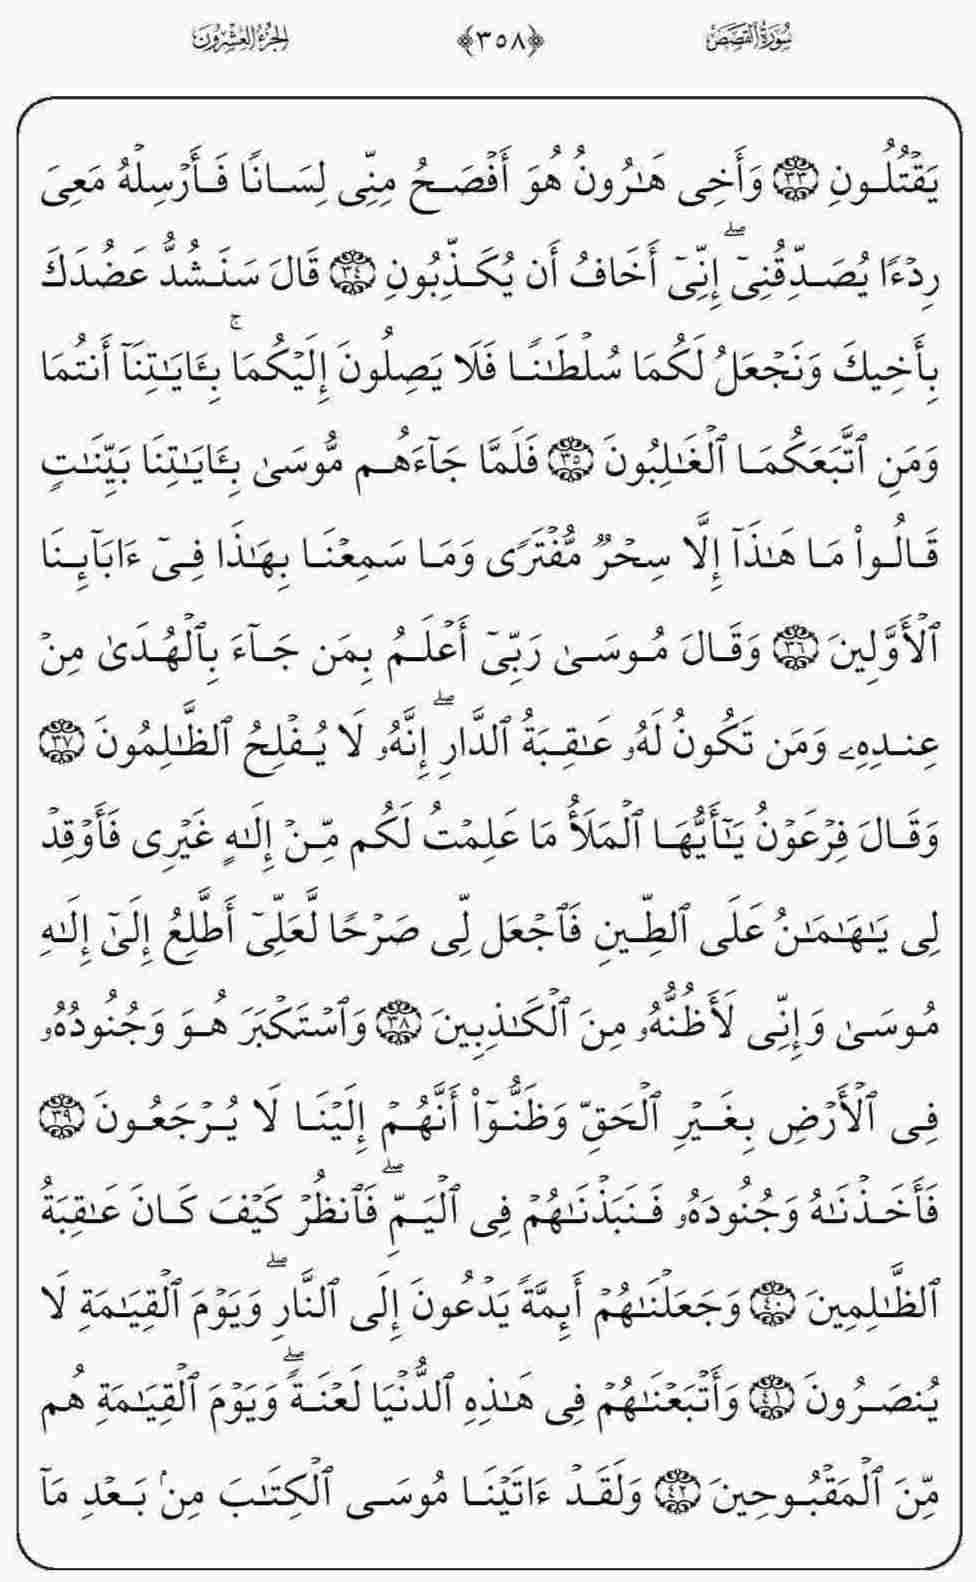 سُورَةُ القَصَصِ ﴿٣٥٨﴾ الجُزْءُ العِشْرُونَ
يَقْتُلُونِ ٣٣ وَأَخِى هَٰرُونُ هُوَ أَفْصَحُ مِنِّى لِسَانًا فَأَرْسِلْهُ مَعِىَ
رِدْءًا يُصَدِّقُنِىٓ ۖ إِنِّىٓ أَخَافُ أَن يُكَذِّبُونِ ٣٤ قَالَ سَنَشُدُّ عَضُدَكَ
بِأَخِيكَ وَنَجْعَلُ لَكُمَا سُلْطَٰنًا فَلَا يَصِلُونَ إِلَيْكُمَا ۚ بِـَٔايَٰتِنَآ أَنتُمَا
وَمَنِ ٱتَّبَعَكُمَا ٱلْغَٰلِبُونَ ٣٥ فَلَمَّا جَآءَهُم مُّوسَىٰ بِـَٔايَٰتِنَا بَيِّنَٰتٍ
قَالُوا۟ مَا هَٰذَآ إِلَّا سِحْرٌ مُّفْتَرًى وَمَا سَمِعْنَا بِهَٰذَا فِىٓ ءَابَآئِنَا
ٱلْأَوَّلِينَ ٣٦ وَقَالَ مُوسَىٰ رَبِّىٓ أَعْلَمُ بِمَن جَآءَ بِٱلْهُدَىٰ مِنْ
عِندِهِۦ وَمَن تَكُونُ لَهُۥ عَٰقِبَةُ ٱلدَّارِ ۖ إِنَّهُۥ لَا يُفْلِحُ ٱلظَّٰلِمُونَ ٣٧
وَقَالَ فِرْعَوْنُ يَٰٓأَيُّهَا ٱلْمَلَأُ مَا عَلِمْتُ لَكُم مِّنْ إِلَٰهٍ غَيْرِى فَأَوْقِدْ
لِى يَٰهَٰمَٰنُ عَلَى ٱلطِّينِ فَٱجْعَل لِّى صَرْحًا لَّعَلِّىٓ أَطَّلِعُ إِلَىٰٓ إِلَٰهِ
مُوسَىٰ وَإِنِّى لَأَظُنُّهُۥ مِنَ ٱلْكَٰذِبِينَ ٣٨ وَٱسْتَكْبَرَ هُوَ وَجُنُودُهُۥ
فِى ٱلْأَرْضِ بِغَيْرِ ٱلْحَقِّ وَظَنُّوٓا۟ أَنَّهُمْ إِلَيْنَا لَا يُرْجَعُونَ ٣٩
فَأَخَذْنَٰهُ وَجُنُودَهُۥ فَنَبَذْنَٰهُمْ فِى ٱلْيَمِّ ۖ فَٱنظُرْ كَيْفَ كَانَ عَٰقِبَةُ
ٱلظَّٰلِمِينَ ٤٠ وَجَعَلْنَٰهُمْ أَئِمَّةً يَدْعُونَ إِلَى ٱلنَّارِ ۖ وَيَوْمَ ٱلْقِيَٰمَةِ لَا
يُنصَرُونَ ٤١ وَأَتْبَعْنَٰهُمْ فِى هَٰذِهِ ٱلدُّنْيَا لَعْنَةً ۖ وَيَوْمَ ٱلْقِيَٰمَةِ هُم
مِّنَ ٱلْمَقْبُوحِينَ ٤٢ وَلَقَدْ ءَاتَيْنَا مُوسَى ٱلْكِتَٰبَ مِنۢ بَعْدِ مَآ